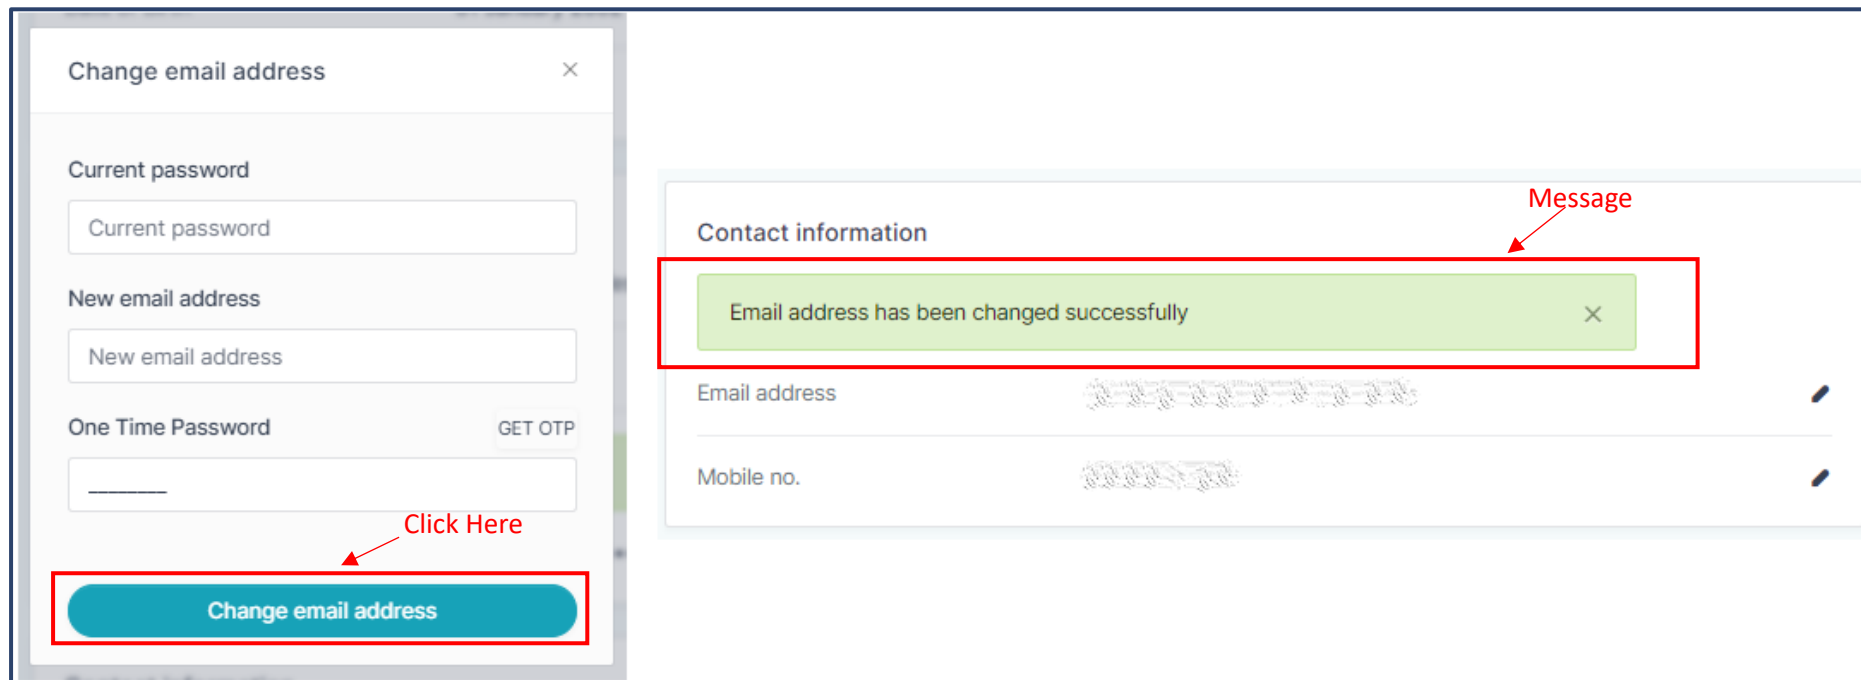 Change email address
Current password
Current password
New email address
New email address
One Time Password GET OTP
________
Click Here
Change email address
Message
Contact information
Email address has been changed successfully
Email address
Mobile no.